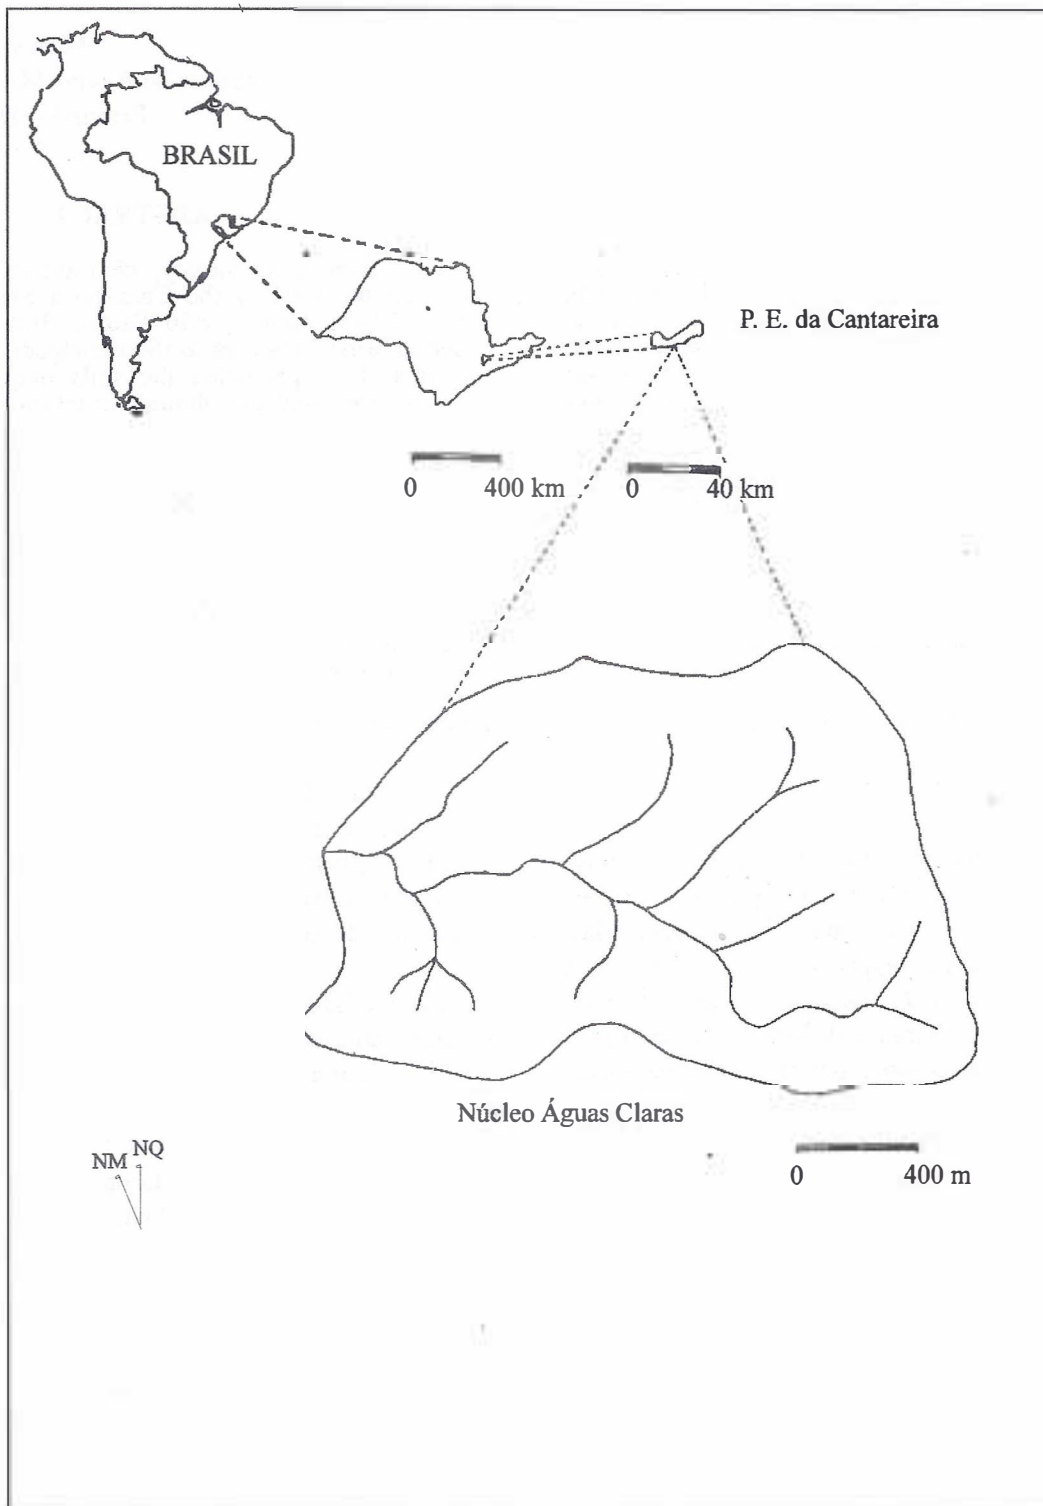 BRASIL
P. E. da Cantareira
0 400 km
0 40 km
Núcleo Águas Claras
NM NQ
0 400 m